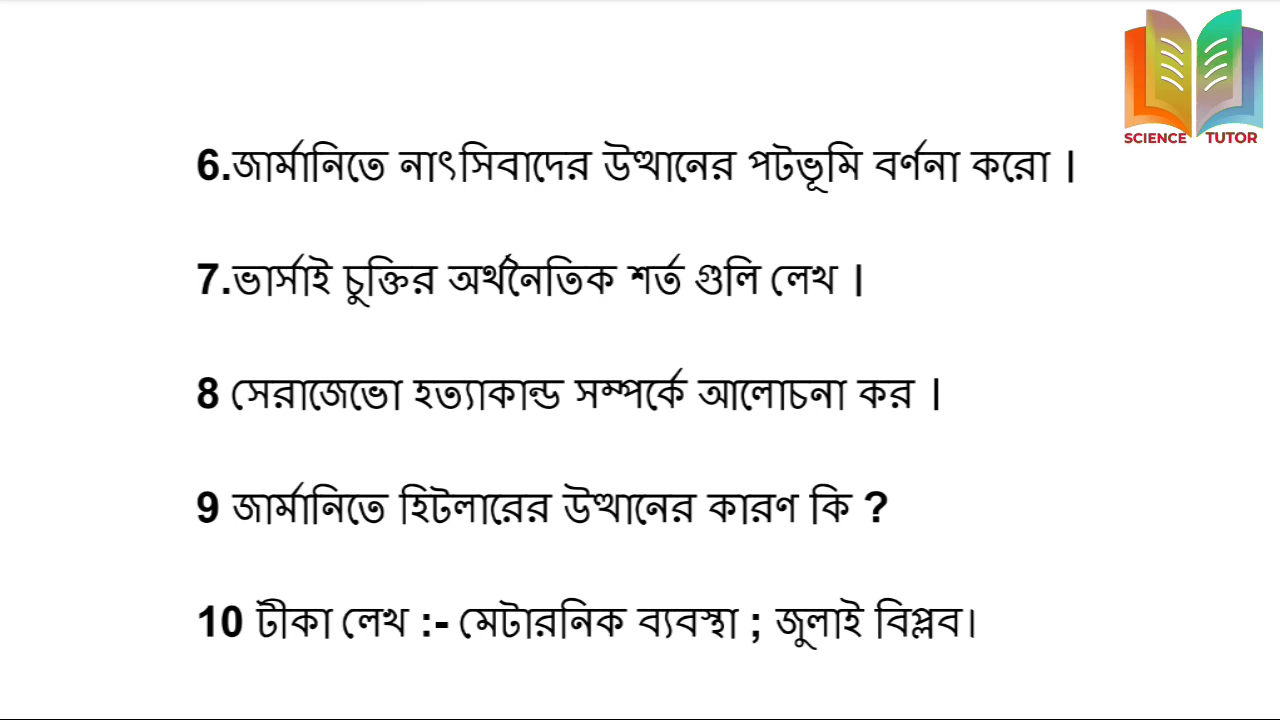 SCIENCE TUTOR
6.জার্মানিতে নাৎসিবাদের উত্থানের পটভূমি বর্ণনা করো |
7.ভার্সাই চুক্তির অর্থনৈতিক শর্ত গুলি লেখ |
8 সেরাজেভো হত্যাকান্ড সম্পর্কে আলোচনা কর |
9 জার্মানিতে হিটলারের উত্থানের কারণ কি ?
10 টীকা লেখ :- মেটারনিক ব্যবস্থা ; জুলাই বিপ্লব।